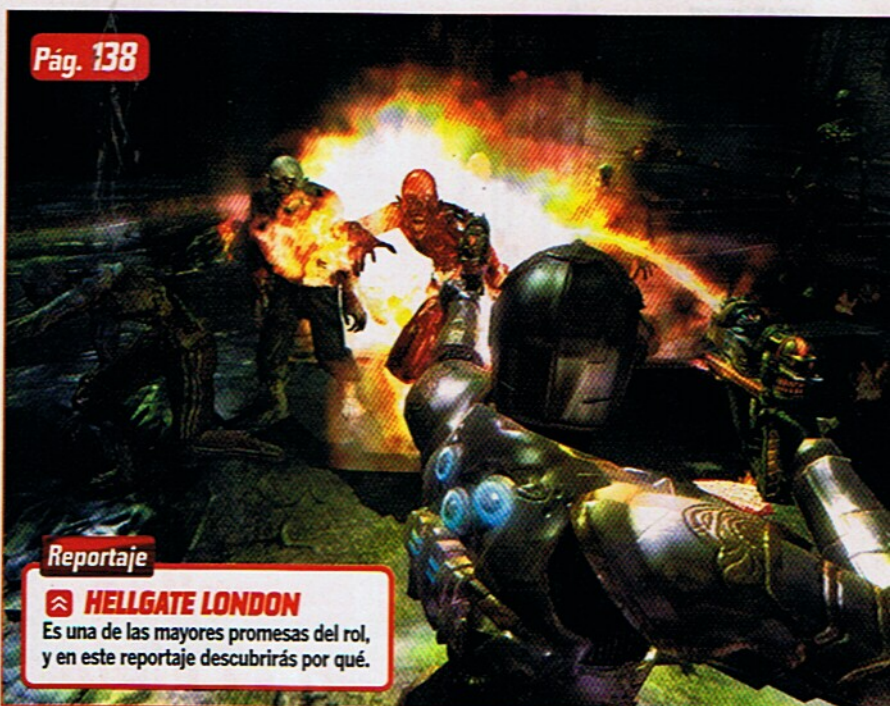 Pág. 138
Reportaje
HELLGATE LONDON
Es una de las mayores promesas del rol,
y en este reportaje descubrirás por qué.